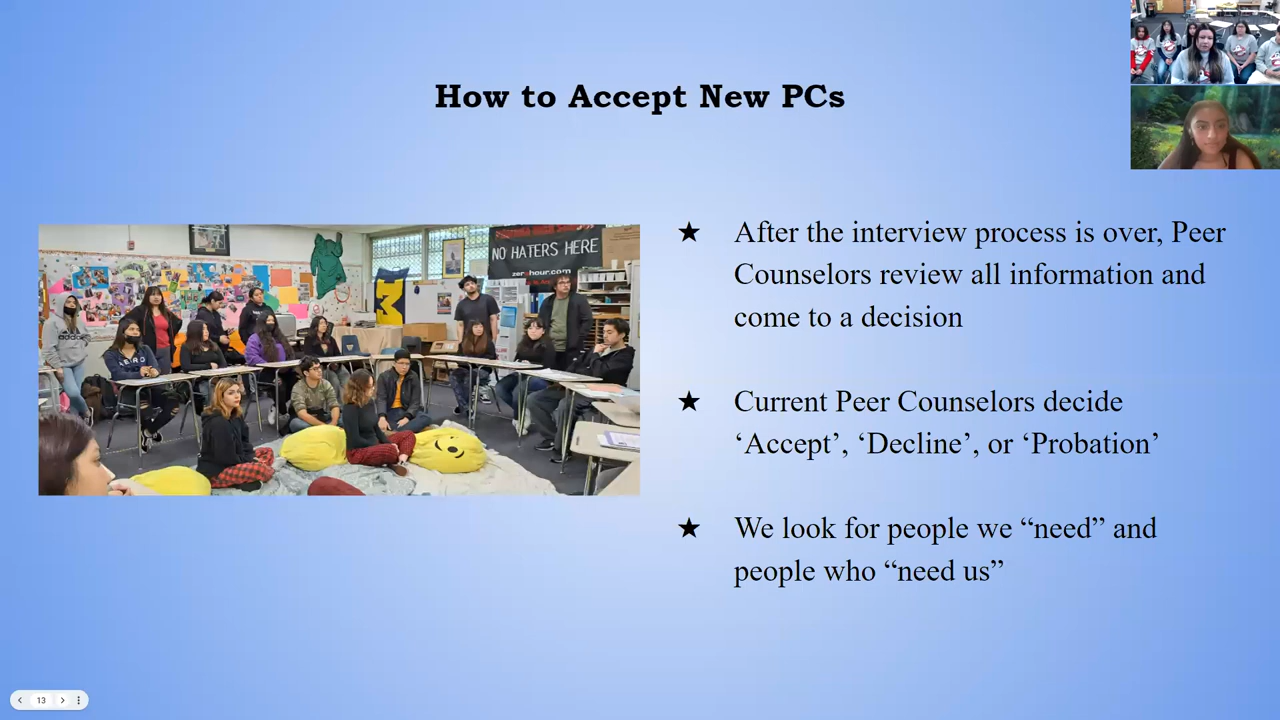 How to Accept New PCs
★ After the interview process is over, Peer
Counselors review all information and
come to a decision
★ Current Peer Counselors decide
‘Accept’, ‘Decline’, or ‘Probation’
★ We look for people we “need” and
people who “need us”
NO HATERS HERE
adidas
AERO
M
13